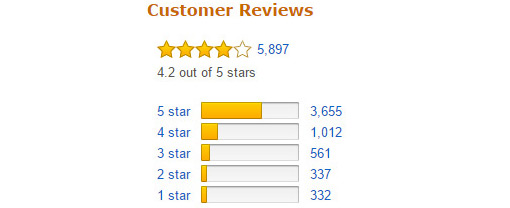 Customer Reviews
5,897
4.2 out of 5 stars
5 star 3,655
4 star 1,012
3 star 561
2 star 337
1 star 332